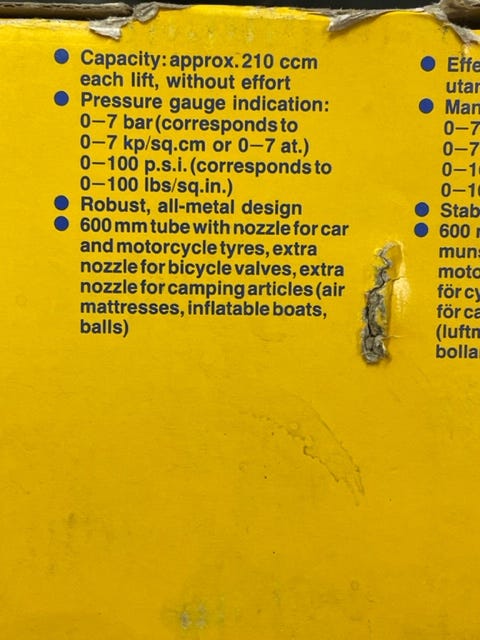 Capacity: approx. 210 ccm
each lift, without effort
Pressure gauge indication:
0–7 bar (corresponds to
0–7 kp/sq.cm or 0–7 at.)
0–100 p.s.i. (corresponds to
0–100 lbs/sq.in.)
Robust, all-metal design
600 mm tube with nozzle for car
and motorcycle tyres, extra
nozzle for bicycle valves, extra
nozzle for camping articles (air
mattresses, inflatable boats,
balls)
Effe
utan
Man
0–7
0–7
0–10
0–10
Stab
600
muns
moto
för cy
för ca
(luftm
bolla